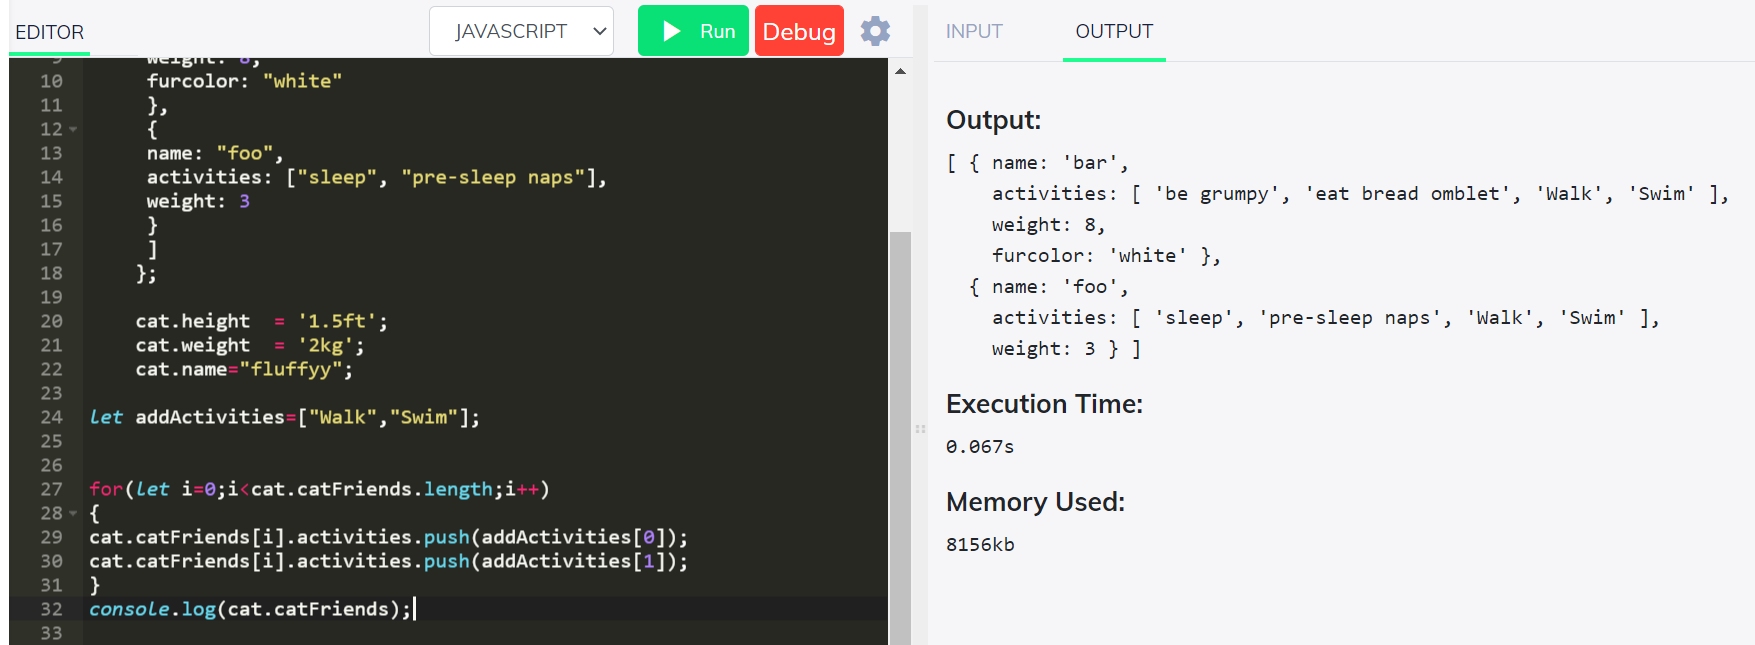 EDITOR
JAVASCRIPT
Run
Debug
9 weight: 8,
10 furcolor: "white"
11 },
12 {
13 name: "foo",
14 activities: ["sleep", "pre-sleep naps"],
15 weight: 3
16 }
17 ]
18 };
19
20 cat.height  = '1.5ft';
21 cat.weight  = '2kg';
22 cat.name="fluffyy";
23
24 let addActivities=["Walk","Swim"];
25
26
27 for(let i=0;i<cat.catFriends.length;i++)
28 {
29 cat.catFriends[i].activities.push(addActivities[0]);
30 cat.catFriends[i].activities.push(addActivities[1]);
31 }
32 console.log(cat.catFriends);
33
INPUT
OUTPUT
Output:
[ { name: 'bar',
activities: [ 'be grumpy', 'eat bread omblet', 'Walk', 'Swim' ],
weight: 8,
furcolor: 'white' },
{ name: 'foo',
activities: [ 'sleep', 'pre-sleep naps', 'Walk', 'Swim' ],
weight: 3 } ]
Execution Time:
0.067s
Memory Used:
8156kb